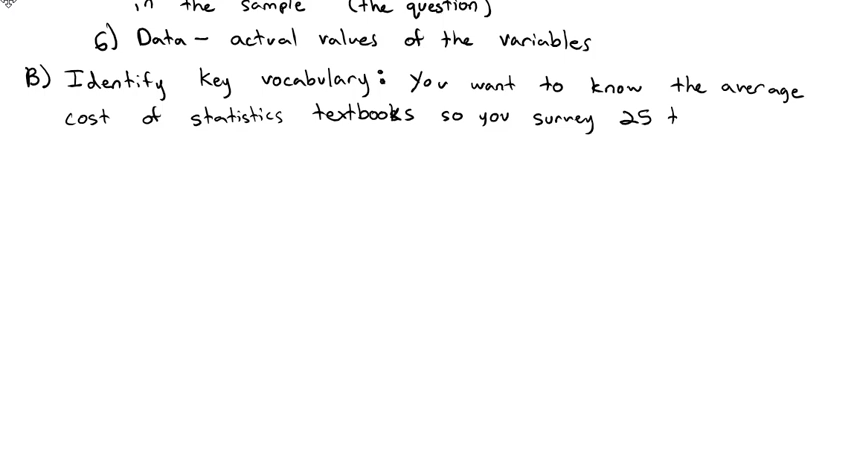 in the sample (the question)
6) Data - actual values of the variables
B) Identify key vocabulary: You want to know the average
cost of statistics textbooks so you survey 25 t